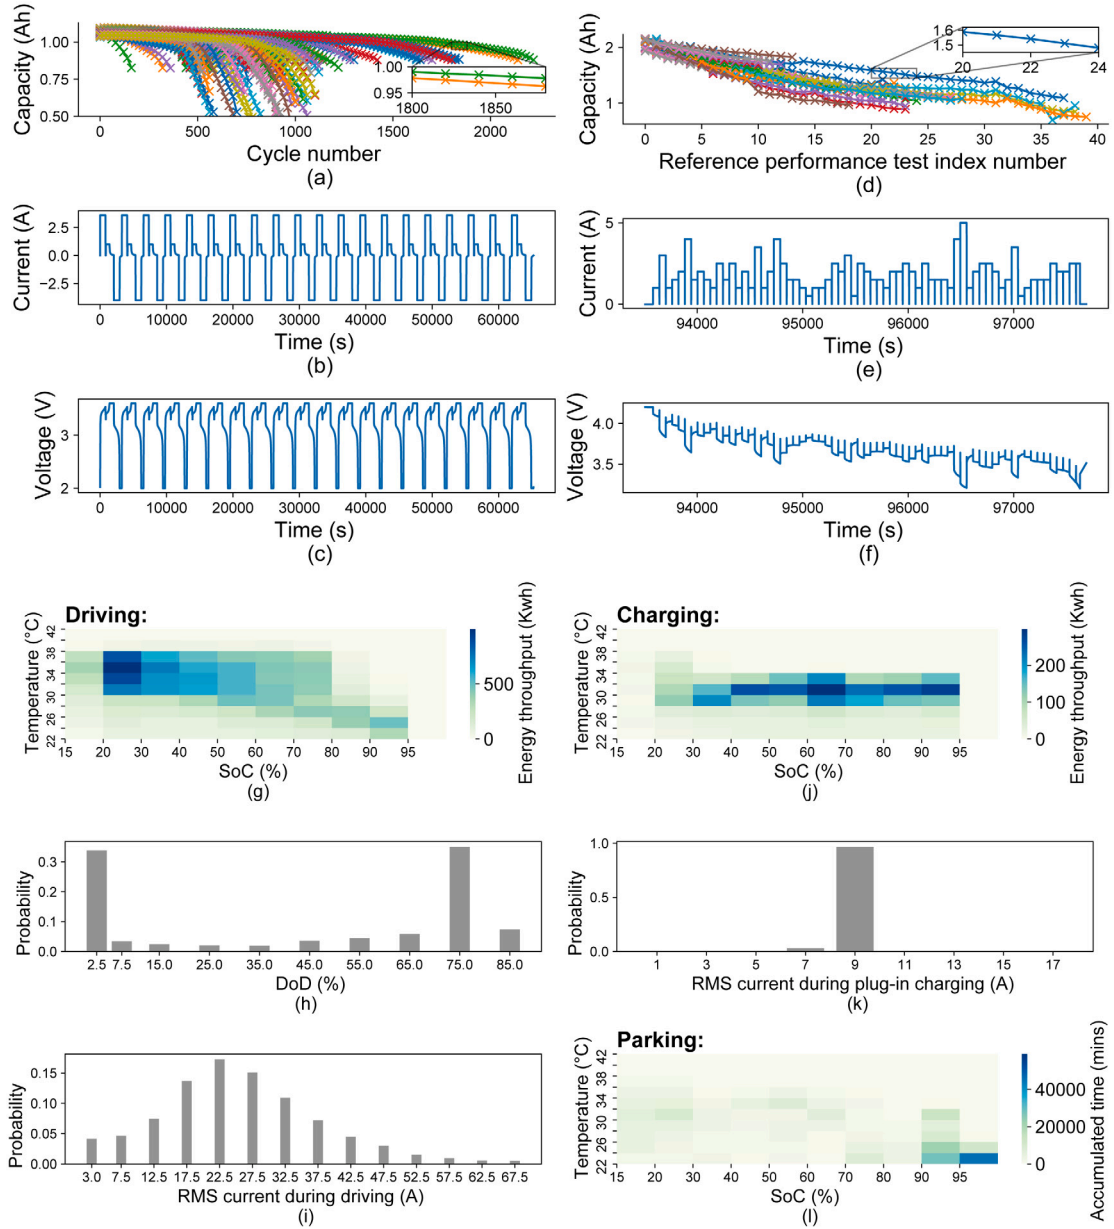 Capacity (Ah)
1.00
0.75
0.50
1.00
0.95
1800 1850
0 500 1000 1500 2000
Cycle number
(a)
Capacity (Ah)
2
1
1.6
1.5
20 22 24
0 5 10 15 20 25 30 35 40
Reference performance test index number
(d)
Current (A)
2.5
0.0
−2.5
0 10000 20000 30000 40000 50000 60000
Time (s)
(b)
Current (A)
5
0
94000 95000 96000 97000
Time (s)
(e)
Voltage (V)
3
2
0 10000 20000 30000 40000 50000 60000
Time (s)
(c)
Voltage (V)
4.0
3.5
94000 95000 96000 97000
Time (s)
(f)
Driving:
Temperature (°C)
42
38
34
30
26
22
15 20 30 40 50 60 70 80 90 95
SoC (%)
(g)
500
0
Energy throughput (Kwh)
Charging:
Temperature (°C)
42
38
34
30
26
22
15 20 30 40 50 60 70 80 90 95
SoC (%)
(j)
200
100
0
Energy throughput (Kwh)
Probability
0.3
0.2
0.1
0.0
2.5 7.5 15.0 25.0 35.0 45.0 55.0 65.0 75.0 85.0
DoD (%)
(h)
Probability
1.0
0.5
0.0
1 3 5 7 9 11 13 15 17
RMS current during plug-in charging (A)
(k)
Probability
0.15
0.10
0.05
0.00
3.0 7.5 12.5 17.5 22.5 27.5 32.5 37.5 42.5 47.5 52.5 57.5 62.5 67.5
RMS current during driving (A)
(i)
Parking:
Temperature (°C)
42
38
34
30
26
22
15 20 30 40 50 60 70 80 90 95
SoC (%)
(l)
40000
20000
0
Accumulated time (mins)